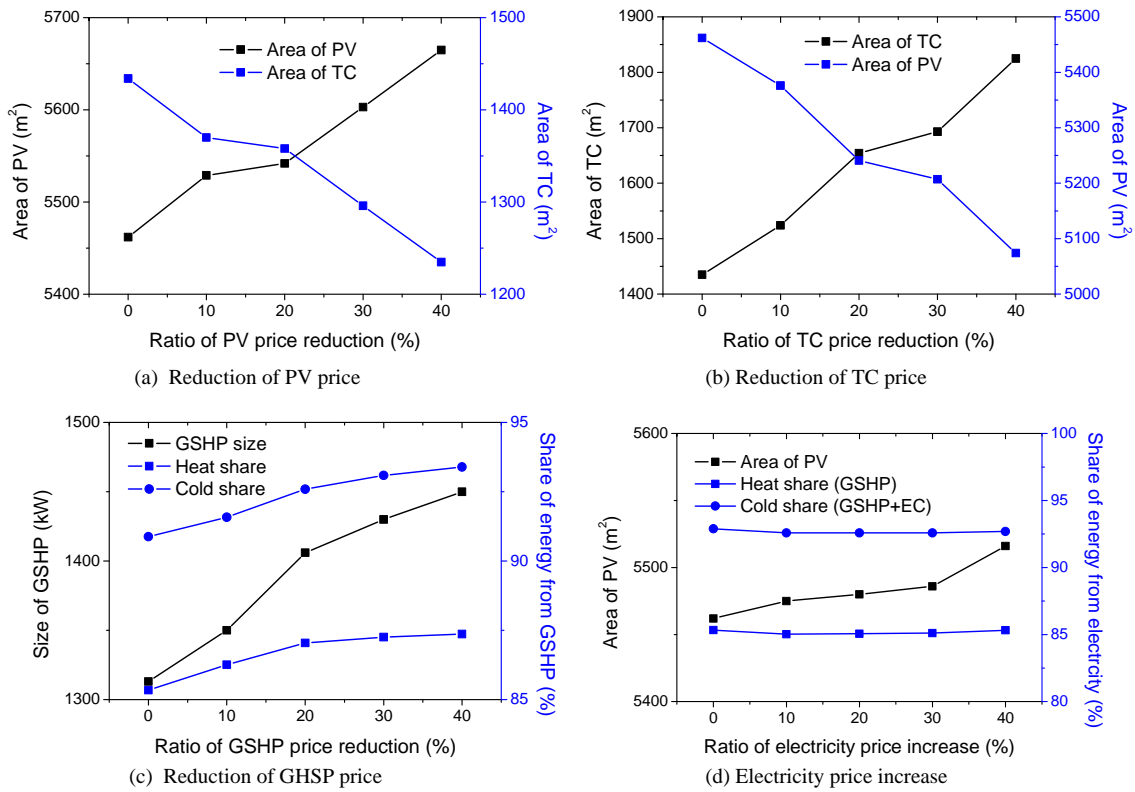 5700
5600
5500
5400
Area of PV (m²)
Area of PV
Area of TC
1500
1400
1300
1200
Area of TC (m²)
0 10 20 30 40
Ratio of PV price reduction (%)
(a) Reduction of PV price
1900
1800
1700
1600
1500
1400
Area of TC (m²)
Area of TC
Area of PV
5500
5400
5300
5200
5100
5000
Area of PV (m²)
0 10 20 30 40
Ratio of TC price reduction (%)
(b) Reduction of TC price
1500
1400
1300
Size of GSHP (kW)
GSHP size
Heat share
Cold share
95
90
85
Share of energy from GSHP (%)
0 10 20 30 40
Ratio of GSHP price reduction (%)
(c) Reduction of GHSP price
5600
5500
5400
Area of PV (m²)
Area of PV
Heat share (GSHP)
Cold share (GSHP+EC)
100
95
90
85
80
Share of energy from electrcity (%)
0 10 20 30 40
Ratio of electricity price increase (%)
(d) Electricity price increase